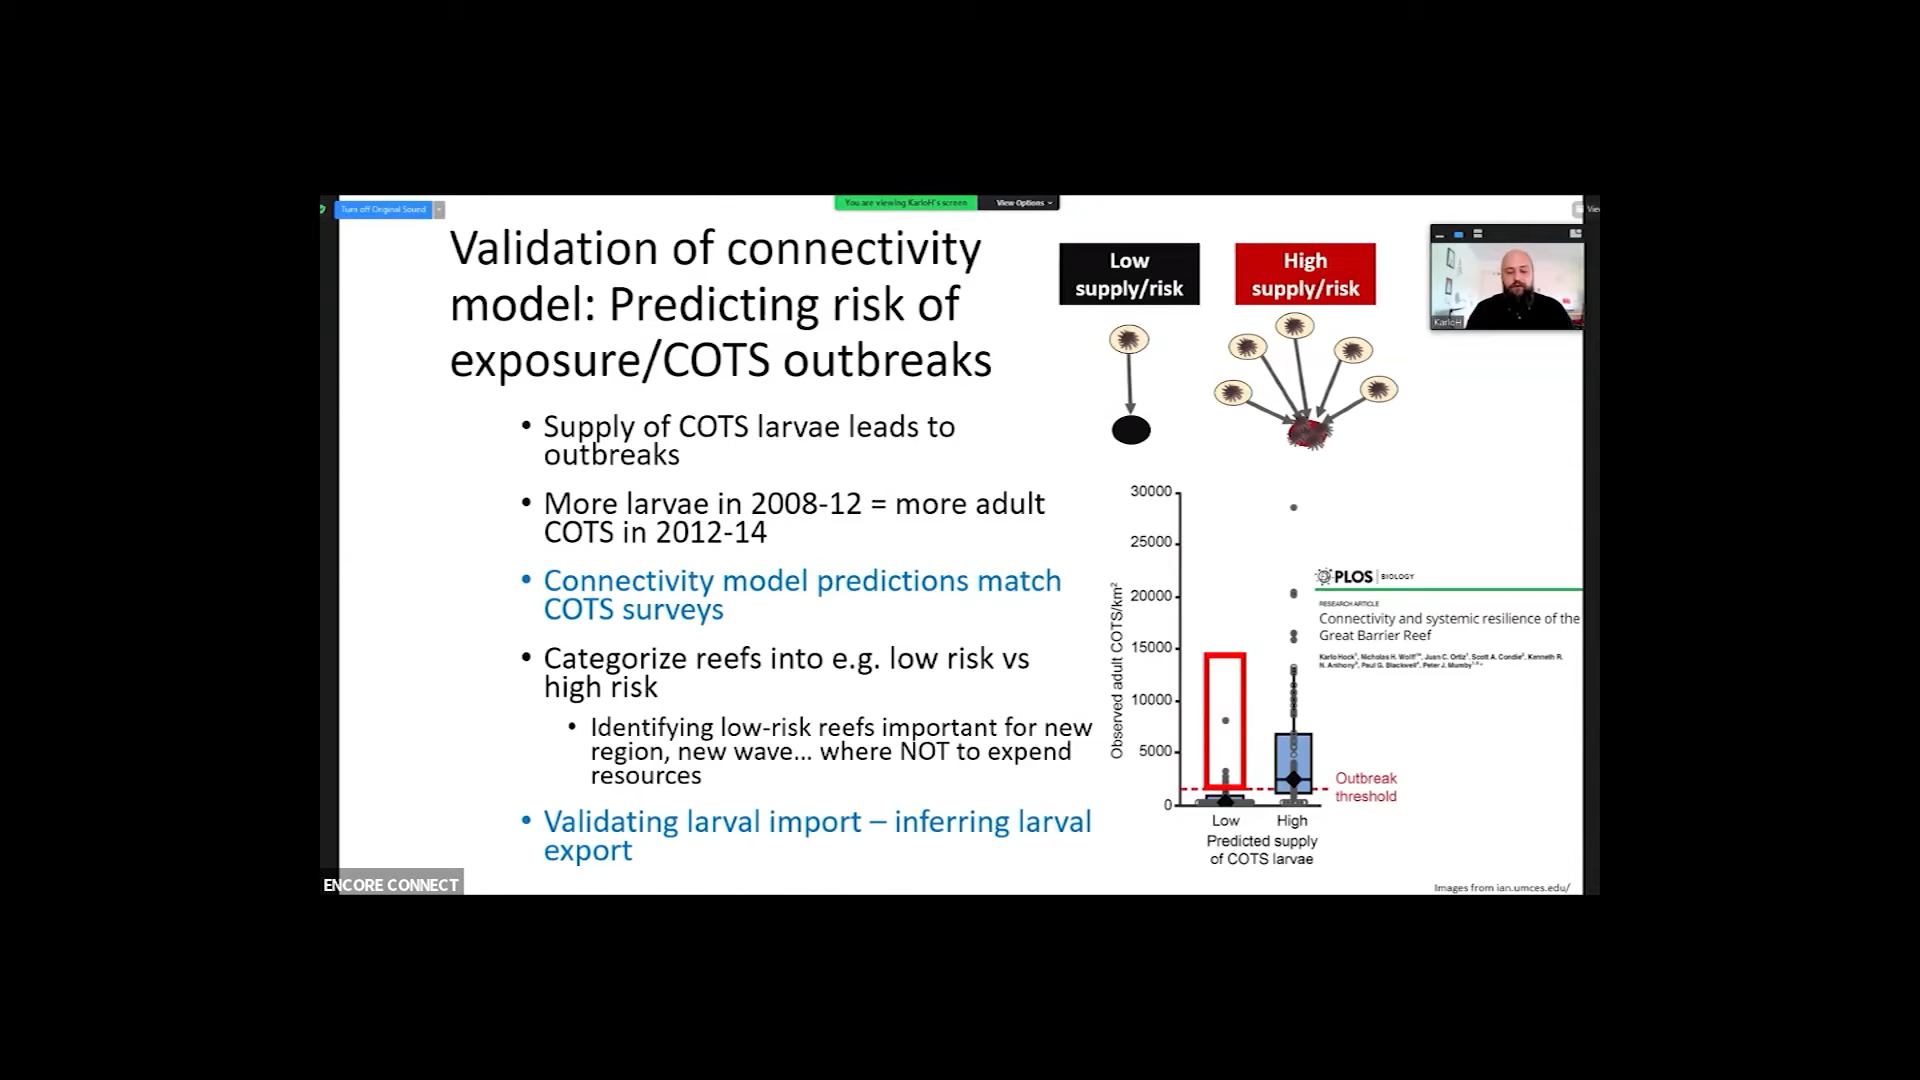 Turn off Original Sound
You are viewing KarloH's screen
View Options
Validation of connectivity
model: Predicting risk of
exposure/COTS outbreaks
• Supply of COTS larvae leads to
outbreaks
• More larvae in 2008-12 = more adult
COTS in 2012-14
• Connectivity model predictions match
COTS surveys
• Categorize reefs into e.g. low risk vs
high risk
• Identifying low-risk reefs important for new
region, new wave... where NOT to expend
resources
• Validating larval import – inferring larval
export
Low
supply/risk
High
supply/risk
KarloH
30000
25000
20000
15000
10000
5000
0
Observed adult COTS/km²
Outbreak
threshold
Low
High
Predicted supply
of COTS larvae
PLOS | BIOLOGY
RESEARCH ARTICLE
Connectivity and systemic resilience of the
Great Barrier Reef
Karlo Hock, Nicholas H. Wolff, Juan C. Ortiz, Scott A. Condie, Kenneth R.
N. Anthony, Paul G. Blackwell, Peter J. Mumby
Images from ian.umces.edu/
ENCORE CONNECT